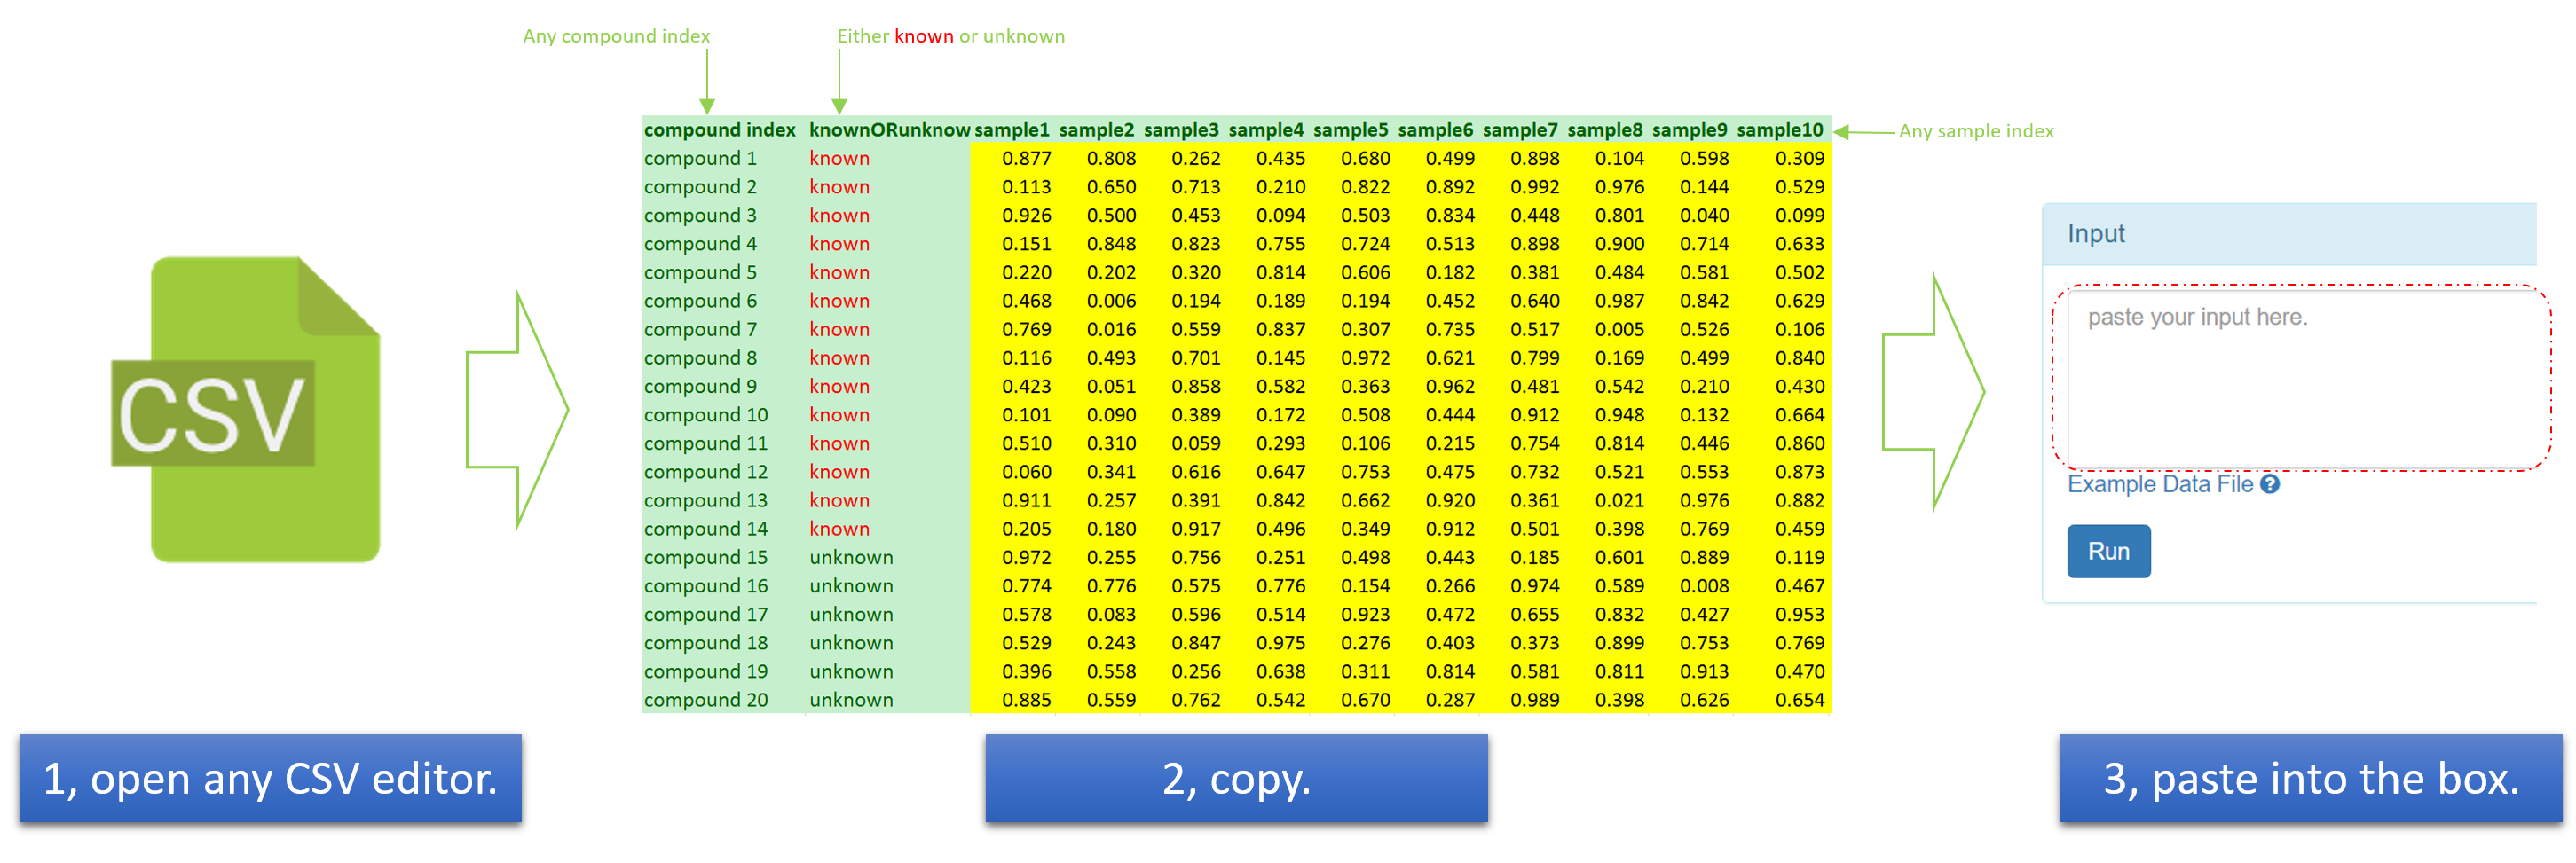 Any compound index
Either known or unknown
compound index knownORunknow sample1 sample2 sample3 sample4 sample5 sample6 sample7 sample8 sample9 sample10
Any sample index
compound 1 known 0.877 0.808 0.262 0.435 0.680 0.499 0.898 0.104 0.598 0.309
compound 2 known 0.113 0.650 0.713 0.210 0.822 0.892 0.992 0.976 0.144 0.529
compound 3 known 0.926 0.500 0.453 0.094 0.503 0.834 0.448 0.801 0.040 0.099
compound 4 known 0.151 0.848 0.823 0.755 0.724 0.513 0.898 0.900 0.714 0.633
compound 5 known 0.220 0.202 0.320 0.814 0.606 0.182 0.381 0.484 0.581 0.502
compound 6 known 0.468 0.006 0.194 0.189 0.194 0.452 0.640 0.987 0.842 0.629
compound 7 known 0.769 0.016 0.559 0.837 0.307 0.735 0.517 0.005 0.526 0.106
compound 8 known 0.116 0.493 0.701 0.145 0.972 0.621 0.799 0.169 0.499 0.840
compound 9 known 0.423 0.051 0.858 0.582 0.363 0.962 0.481 0.542 0.210 0.430
compound 10 known 0.101 0.090 0.389 0.172 0.508 0.444 0.912 0.948 0.132 0.664
compound 11 known 0.510 0.310 0.059 0.293 0.106 0.215 0.754 0.814 0.446 0.860
compound 12 known 0.060 0.341 0.616 0.647 0.753 0.475 0.732 0.521 0.553 0.873
compound 13 known 0.911 0.257 0.391 0.842 0.662 0.920 0.361 0.021 0.976 0.882
compound 14 known 0.205 0.180 0.917 0.496 0.349 0.912 0.501 0.398 0.769 0.459
compound 15 unknown 0.972 0.255 0.756 0.251 0.498 0.443 0.185 0.601 0.889 0.119
compound 16 unknown 0.774 0.776 0.575 0.776 0.154 0.266 0.974 0.589 0.008 0.467
compound 17 unknown 0.578 0.083 0.596 0.514 0.923 0.472 0.655 0.832 0.427 0.953
compound 18 unknown 0.529 0.243 0.847 0.975 0.276 0.403 0.373 0.899 0.753 0.769
compound 19 unknown 0.396 0.558 0.256 0.638 0.311 0.814 0.581 0.811 0.913 0.470
compound 20 unknown 0.885 0.559 0.762 0.542 0.670 0.287 0.989 0.398 0.626 0.654
CSV
Input
paste your input here.
Example Data File ?
Run
1, open any CSV editor.
2, copy.
3, paste into the box.